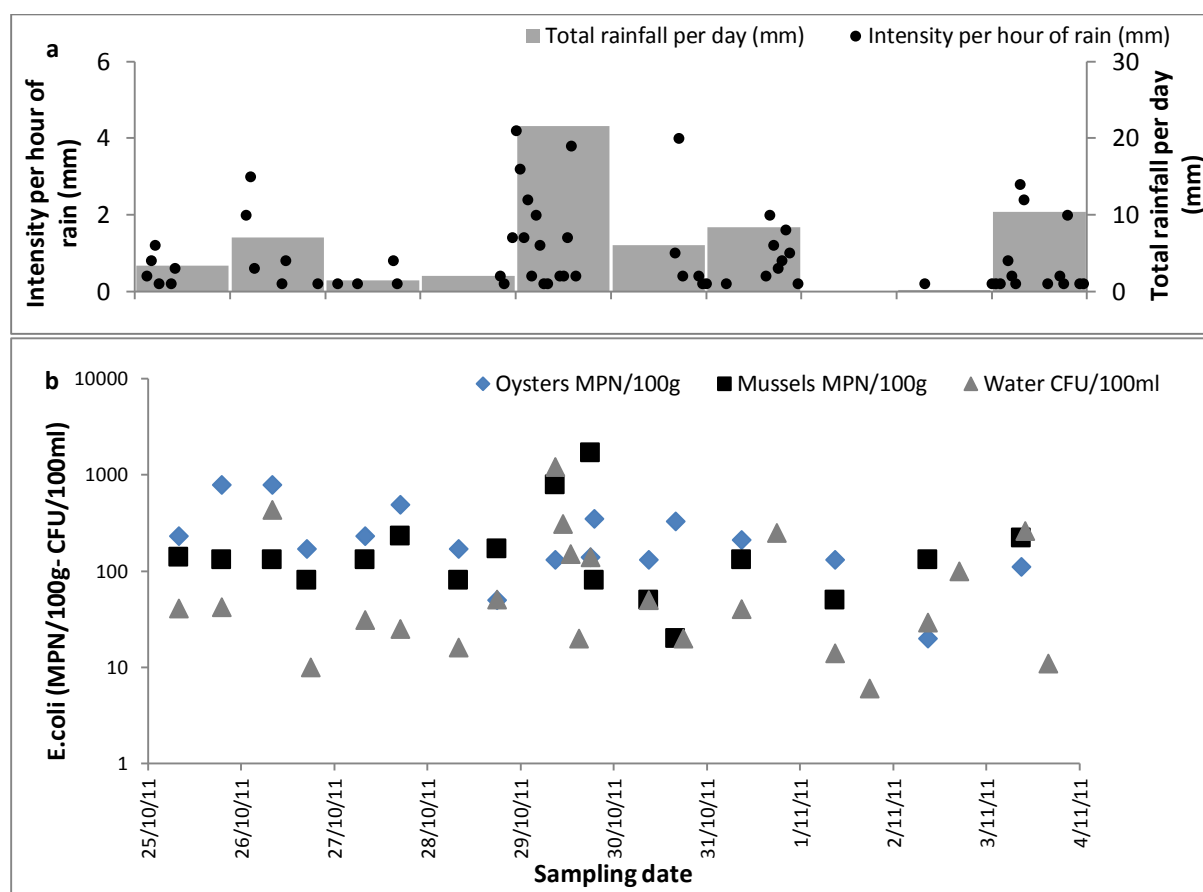 a
Total rainfall per day (mm) Intensity per hour of rain (mm)
6
4
2
0
30
20
10
0
Intensity per hour of
rain (mm)
Total rainfall per day
(mm)
b
Oysters MPN/100g Mussels MPN/100g Water CFU/100ml
10000
1000
100
10
1
E.coli (MPN/100g- CFU/100ml)
25/10/11 26/10/11 27/10/11 28/10/11 29/10/11 30/10/11 31/10/11 1/11/11 2/11/11 3/11/11 4/11/11
Sampling date